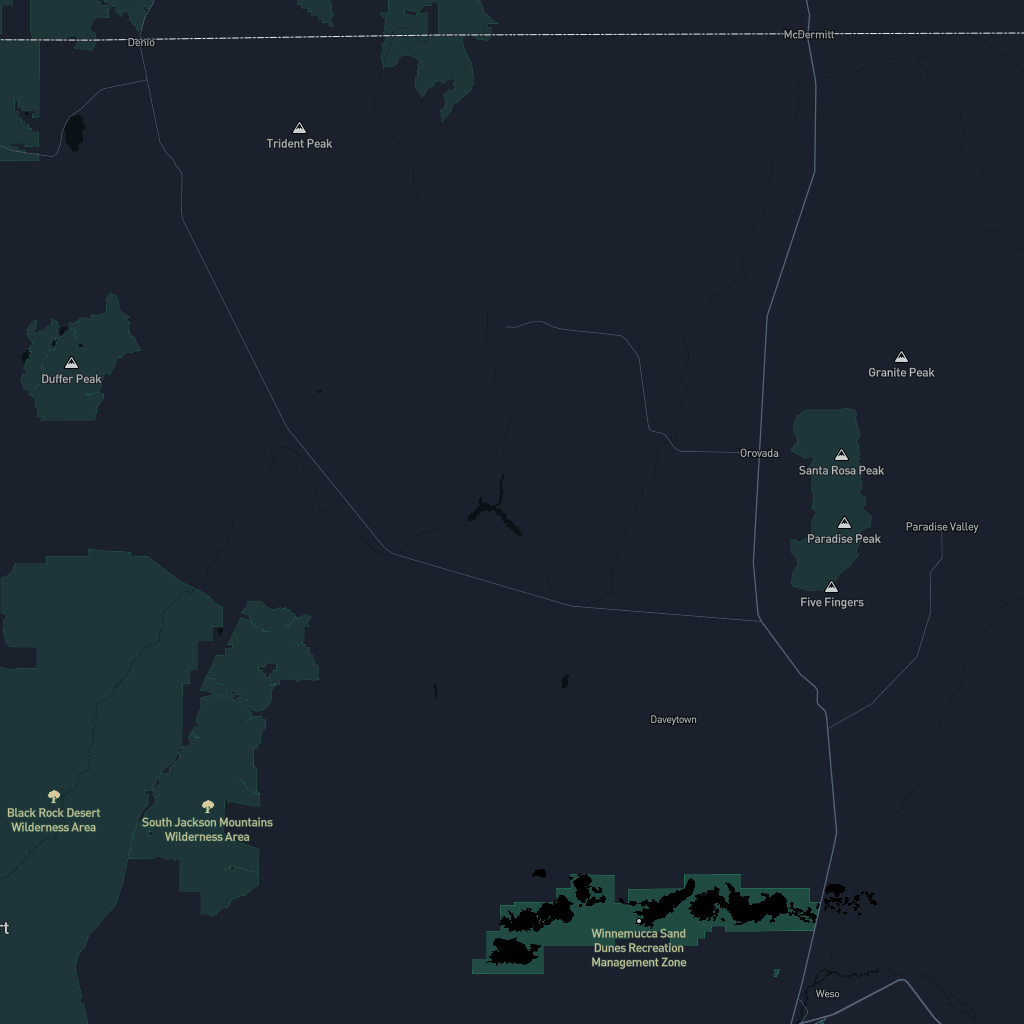 Denio
McDermitt
Trident Peak
Duffer Peak
Granite Peak
Orovada
Santa Rosa Peak
Paradise Valley
Paradise Peak
Five Fingers
Daveytown
Black Rock Desert
Wilderness Area
South Jackson Mountains
Wilderness Area
rt
Winnemucca Sand
Dunes Recreation
Management Zone
Weso